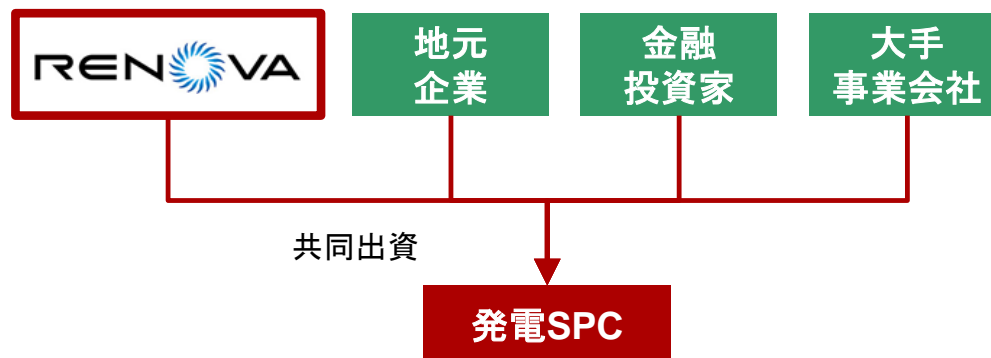 RENOVA
地元
企業
金融
投資家
大手
事業会社
共同出資
発電SPC